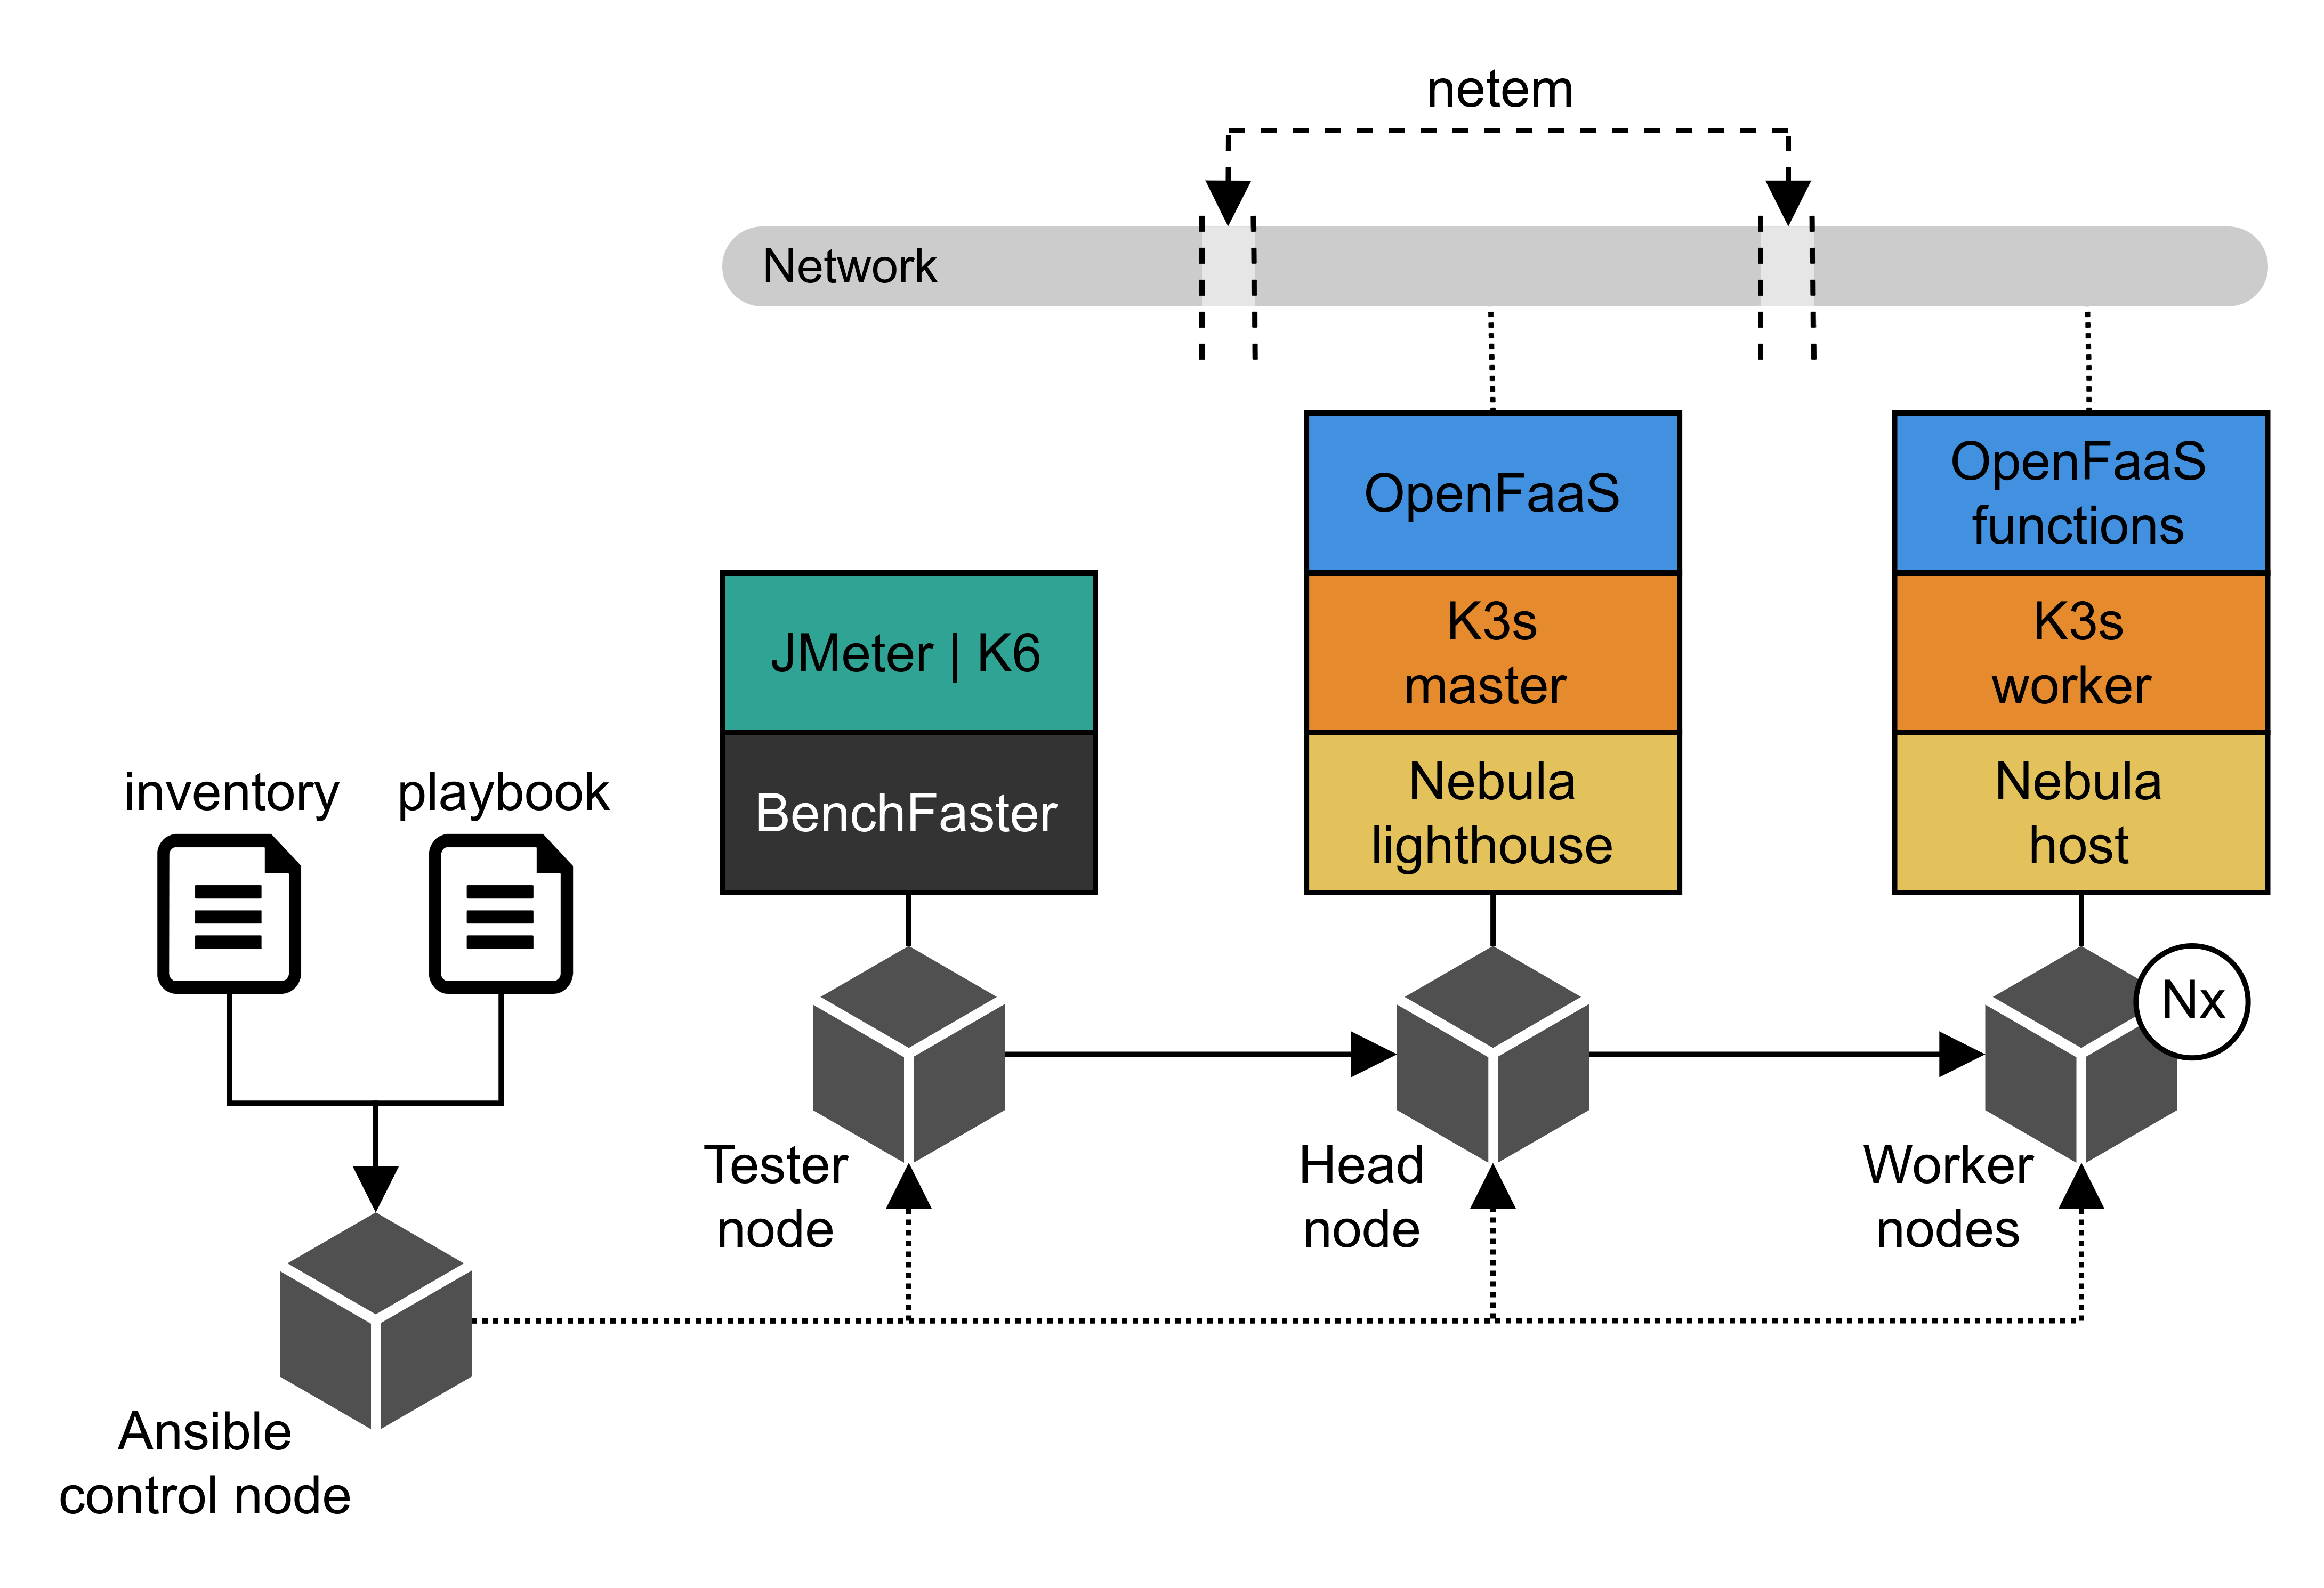 netem
Network
OpenFaaS
OpenFaaS
functions
JMeter | K6
K3s
master
K3s
worker
inventory
playbook
BenchFaster
Nebula
lighthouse
Nebula
host
Nx
Tester
node
Head
node
Worker
nodes
Ansible
control node